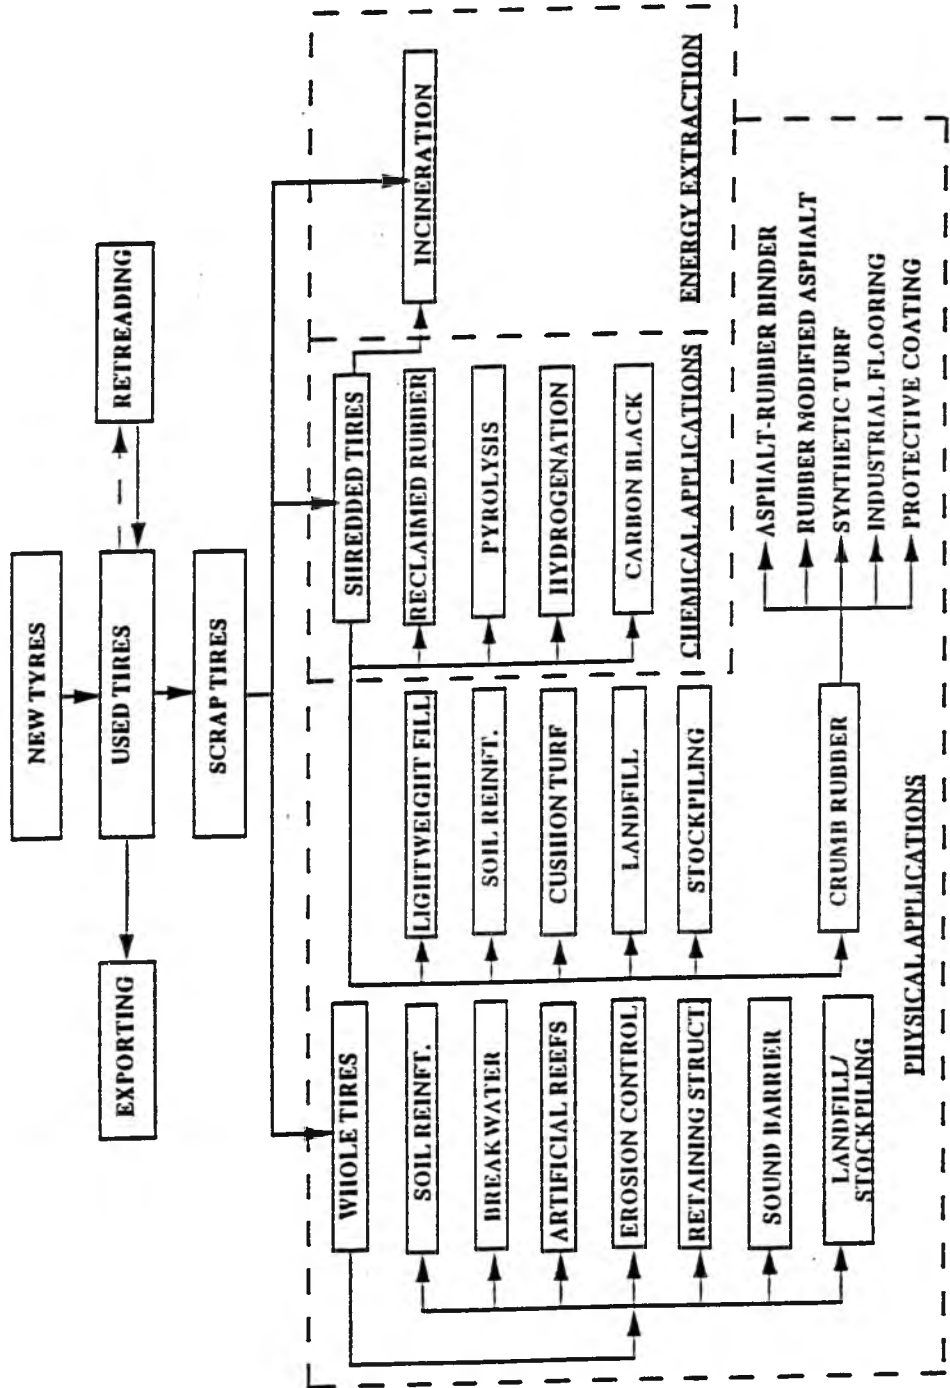 NEW TYRES
EXPORTING
USED TIRES
RETREADING
SCRAP TIRES
WHOLE TIRES
SOIL REINFT.
BREAKWATER
ARTIFICIAL REEFS
EROSION CONTROL
RETAINING STRUCT
SOUND BARRIER
LANDFILL/
STOCKPILING
LIGHTWEIGHT FILL
SOIL REINFT.
CUSHION TURF
LANDFILL
STOCKPILING
CRUMB RUBBER
PHYSICAL APPLICATIONS
SHREDDED TIRES
RECLAIMED RUBBER
PYROLYSIS
HYDROGENATION
CARBON BLACK
CHEMICAL APPLICATIONS
INCINERATION
ENERGY EXTRACTION
ASPHALT-RUBBER BINDER
RUBBER MODIFIED ASPHALT
SYNTHETIC TURF
INDUSTRIAL FLOORING
PROTECTIVE COATING